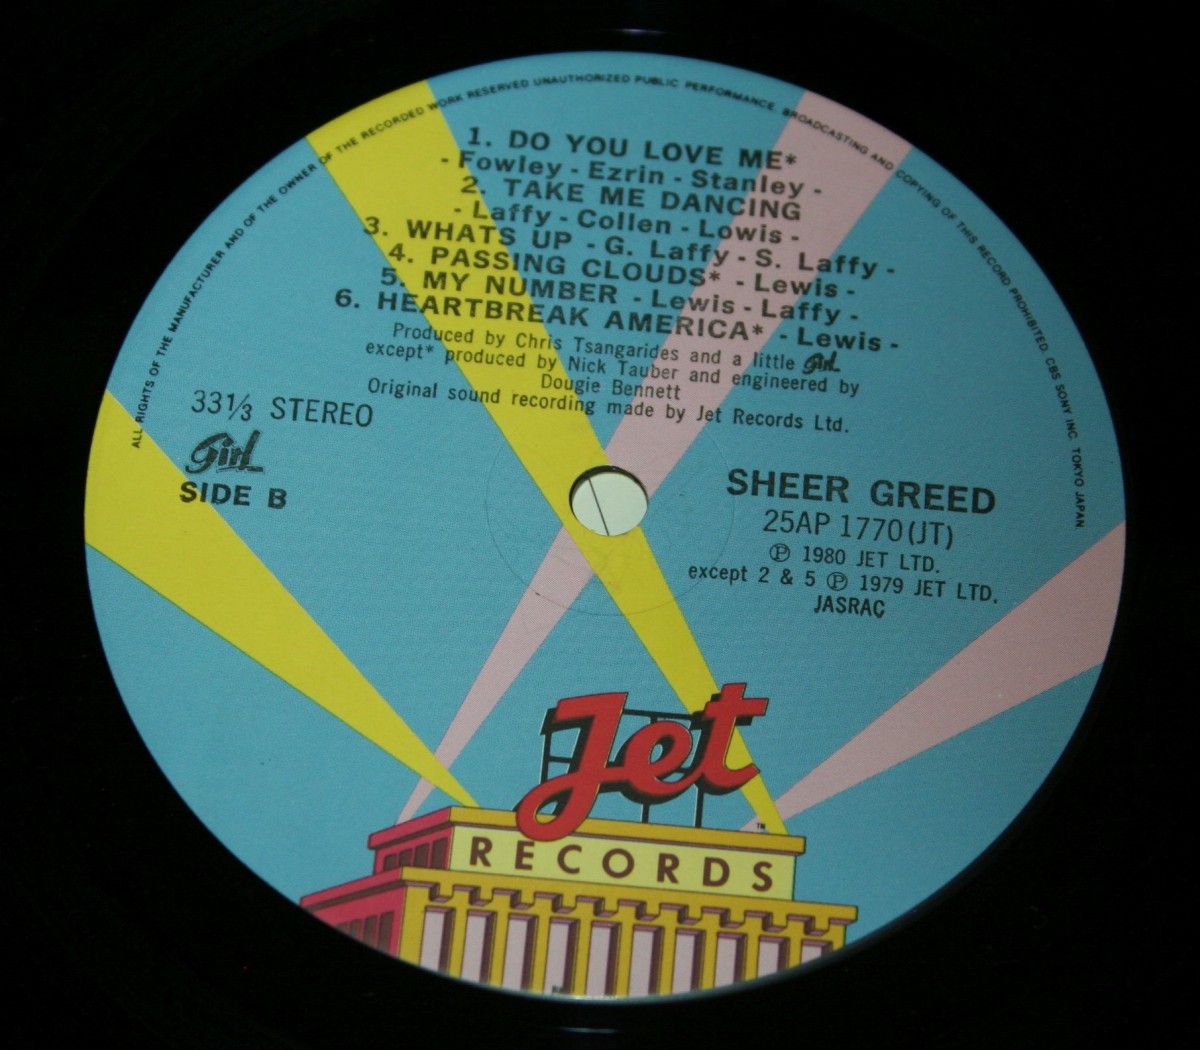 ALL RIGHTS OF THE MANUFACTURER AND OF THE OWNER OF THE RECORDED WORK RESERVED UNAUTHORIZED PUBLIC PERFORMANCE BROADCASTING AND COPYING OF THIS RECORD PROHIBITED. CBS SONY INC. TOKYO JAPAN
1. DO YOU LOVE ME*
- Fowley - Ezrin - Stanley -
2. TAKE ME DANCING
- Laffy - Collen - Lowis -
3. WHATS UP - G. Laffy - S. Laffy -
4. PASSING CLOUDS* - Lewis -
5. MY NUMBER - Lewis - Laffy -
6. HEARTBREAK AMERICA* - Lewis -
Produced by Chris Tsangarides and a little Girl
except* produced by Nick Tauber and engineered by
Dougie Bennett
Original sound recording made by Jet Records Ltd.
33 1/3 STEREO
Girl
SIDE B
SHEER GREED
25AP 1770(JT)
Ⓟ 1980 JET LTD.
except 2 & 5 Ⓟ 1979 JET LTD.
JASRAC
Jet
TM
RECORDS